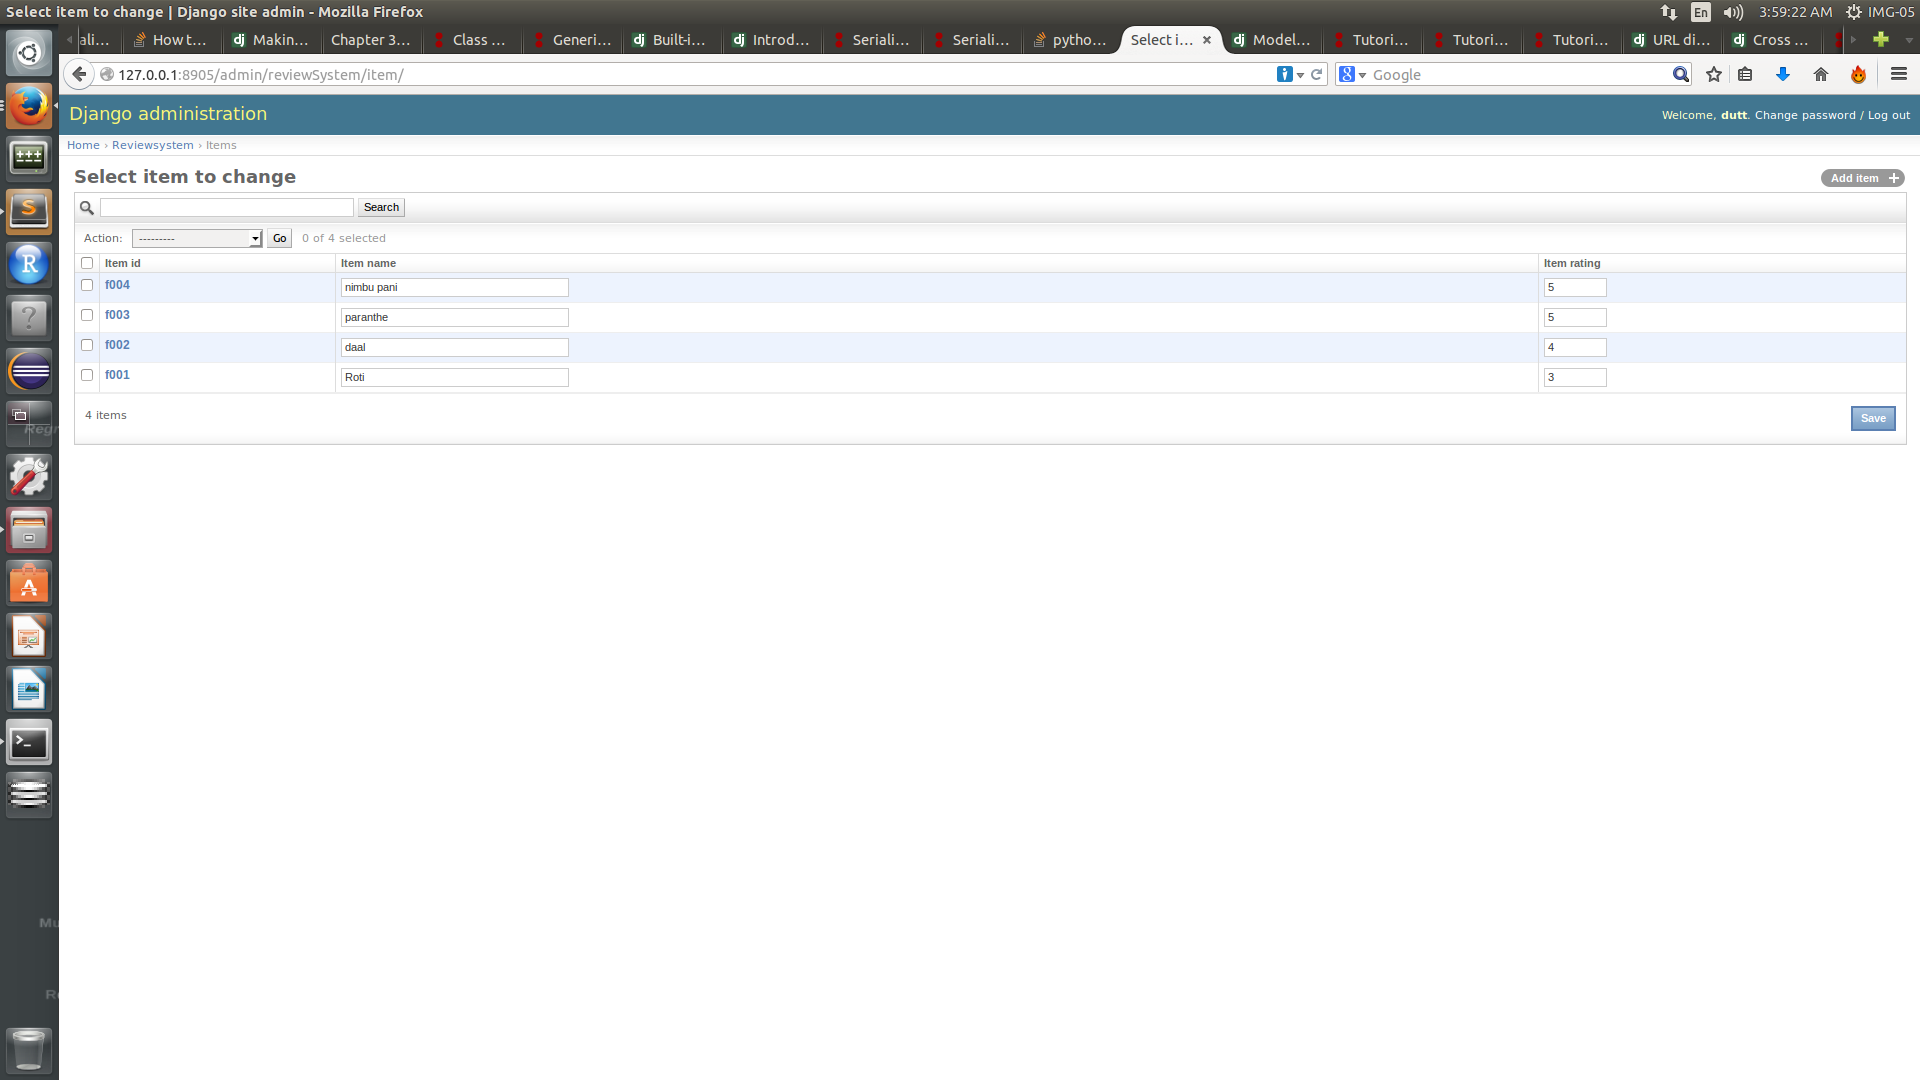 Select item to change | Django site admin - Mozilla Firefox
En
3:59:22 AM
IMG-05
ali...
How t...
Makin...
Chapter 3...
Class ...
Generi...
Built-i...
Introd...
Seriali...
Seriali...
pytho...
Select i...
Model...
Tutori...
Tutori...
Tutori...
URL di...
Cross ...
127.0.0.1:8905/admin/reviewSystem/item/
Google
Django administration
Welcome, dutt. Change password / Log out
Home › Reviewsystem › Items
Select item to change
Add item +
Search
Action: --------- Go 0 of 4 selected
Item id Item name Item rating
f004 nimbu pani 5
f003 paranthe 5
f002 daal 4
f001 Roti 3
4 items
Save
Regr
Mu